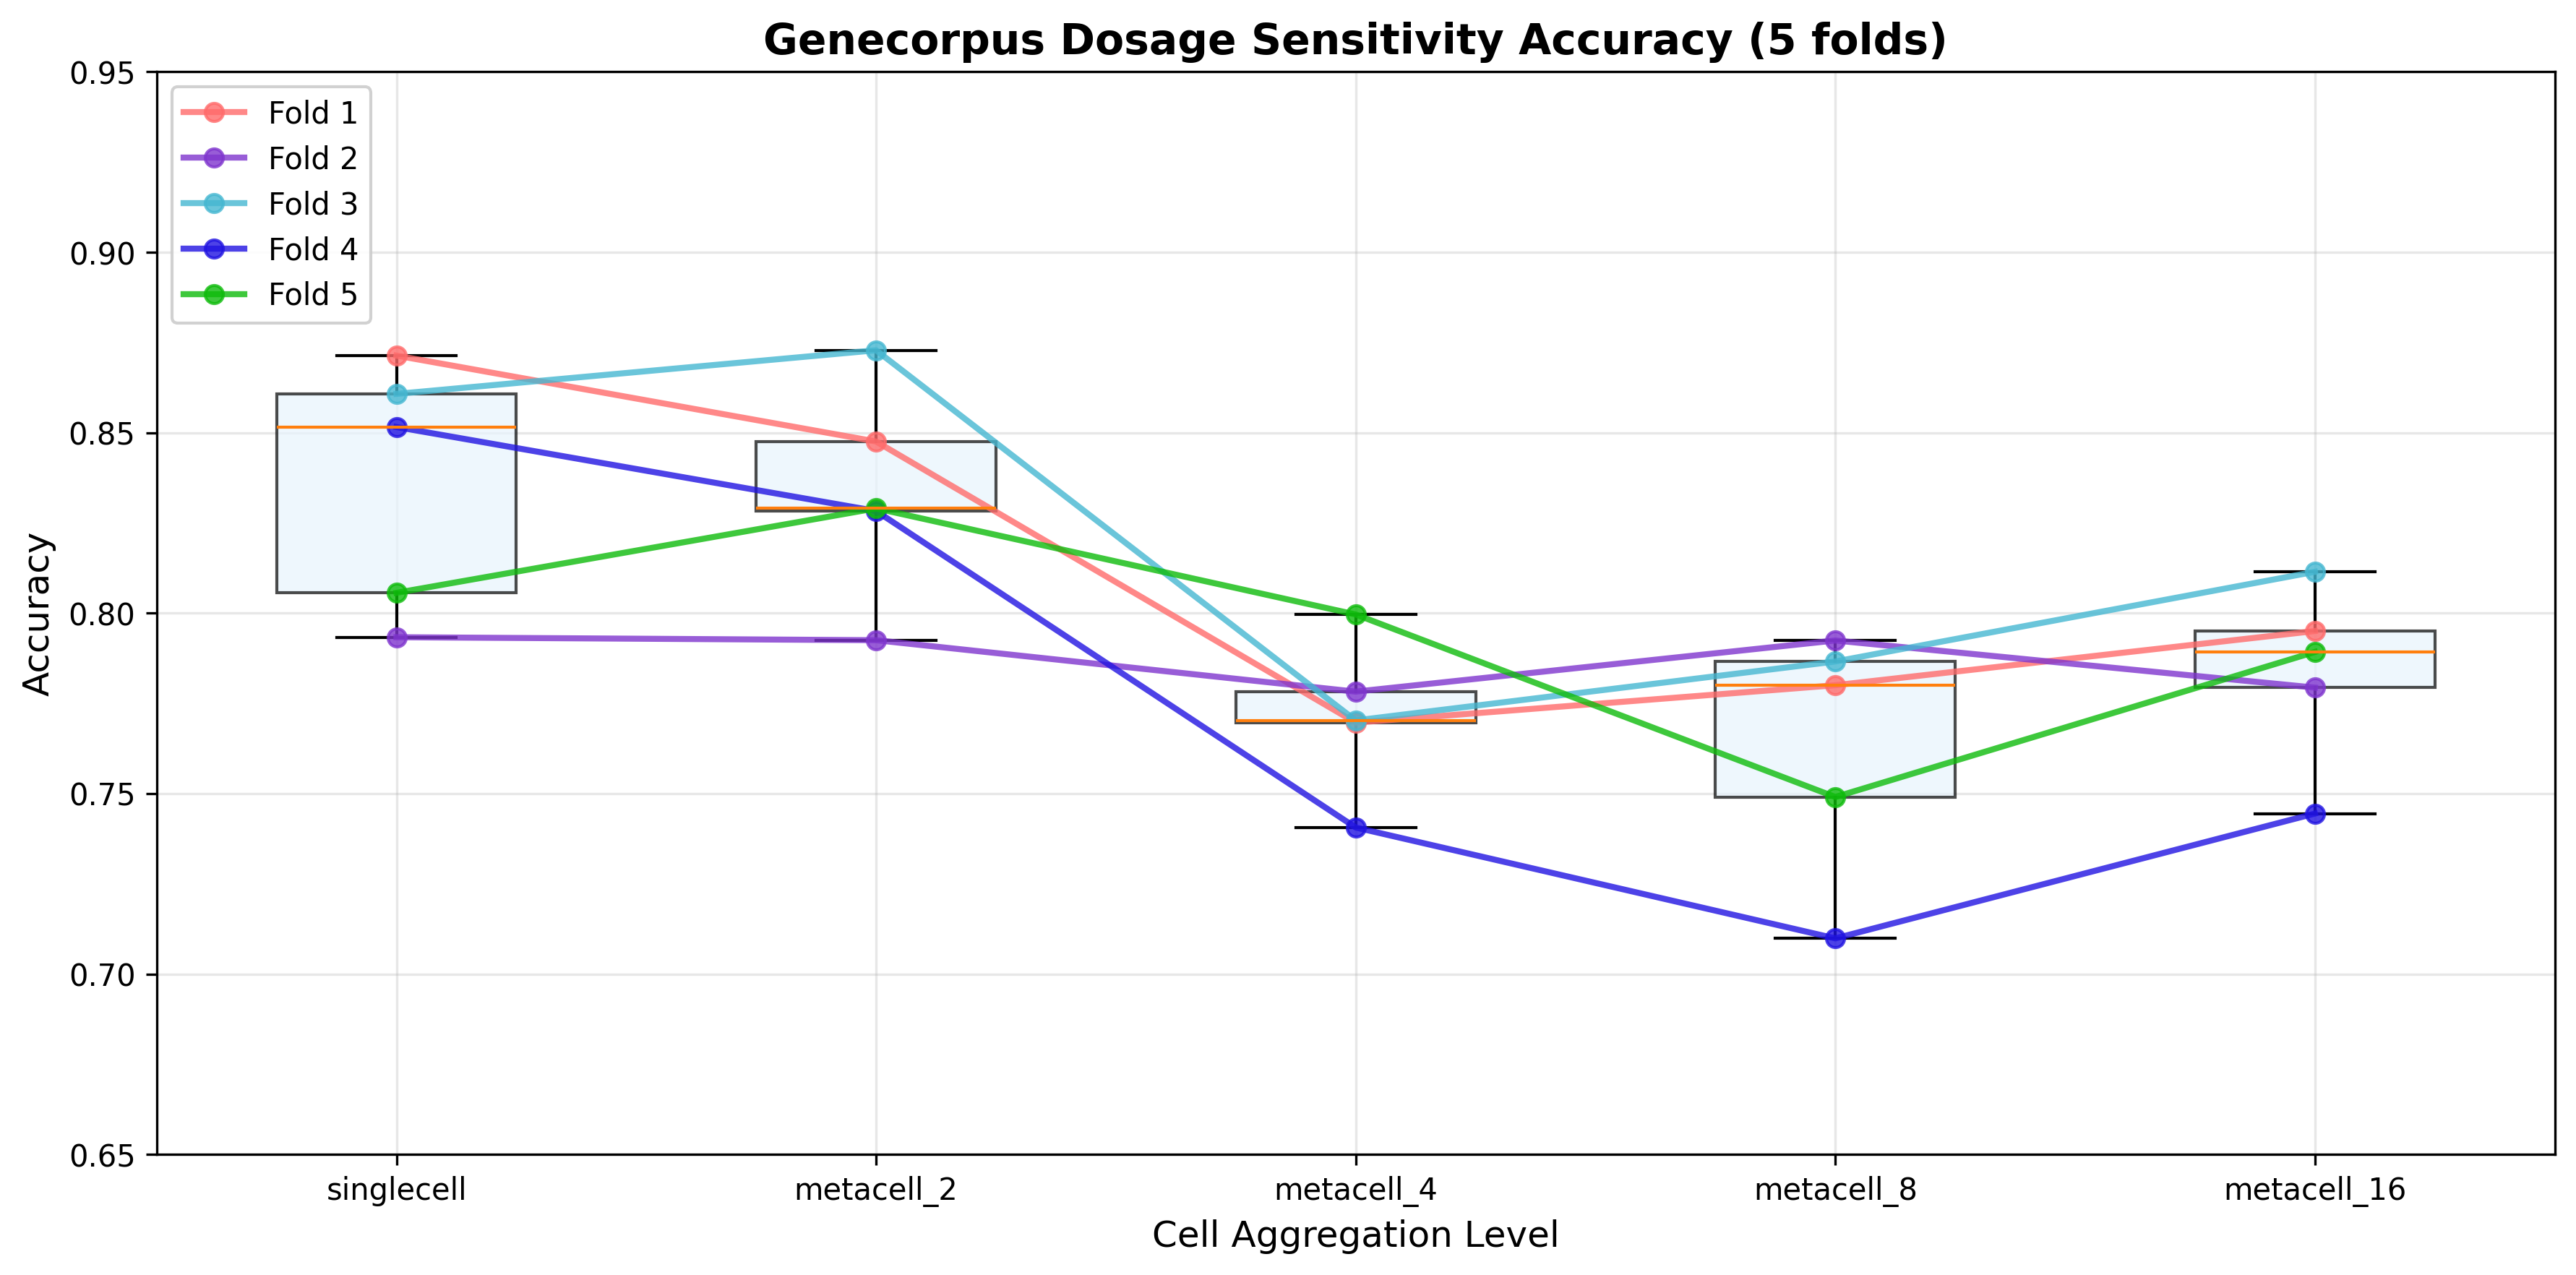 Genecorpus Dosage Sensitivity Accuracy (5 folds)
0.95
0.90
0.85
0.80
0.75
0.70
0.65
Accuracy
Fold 1
Fold 2
Fold 3
Fold 4
Fold 5
singlecell
metacell_2
metacell_4
metacell_8
metacell_16
Cell Aggregation Level